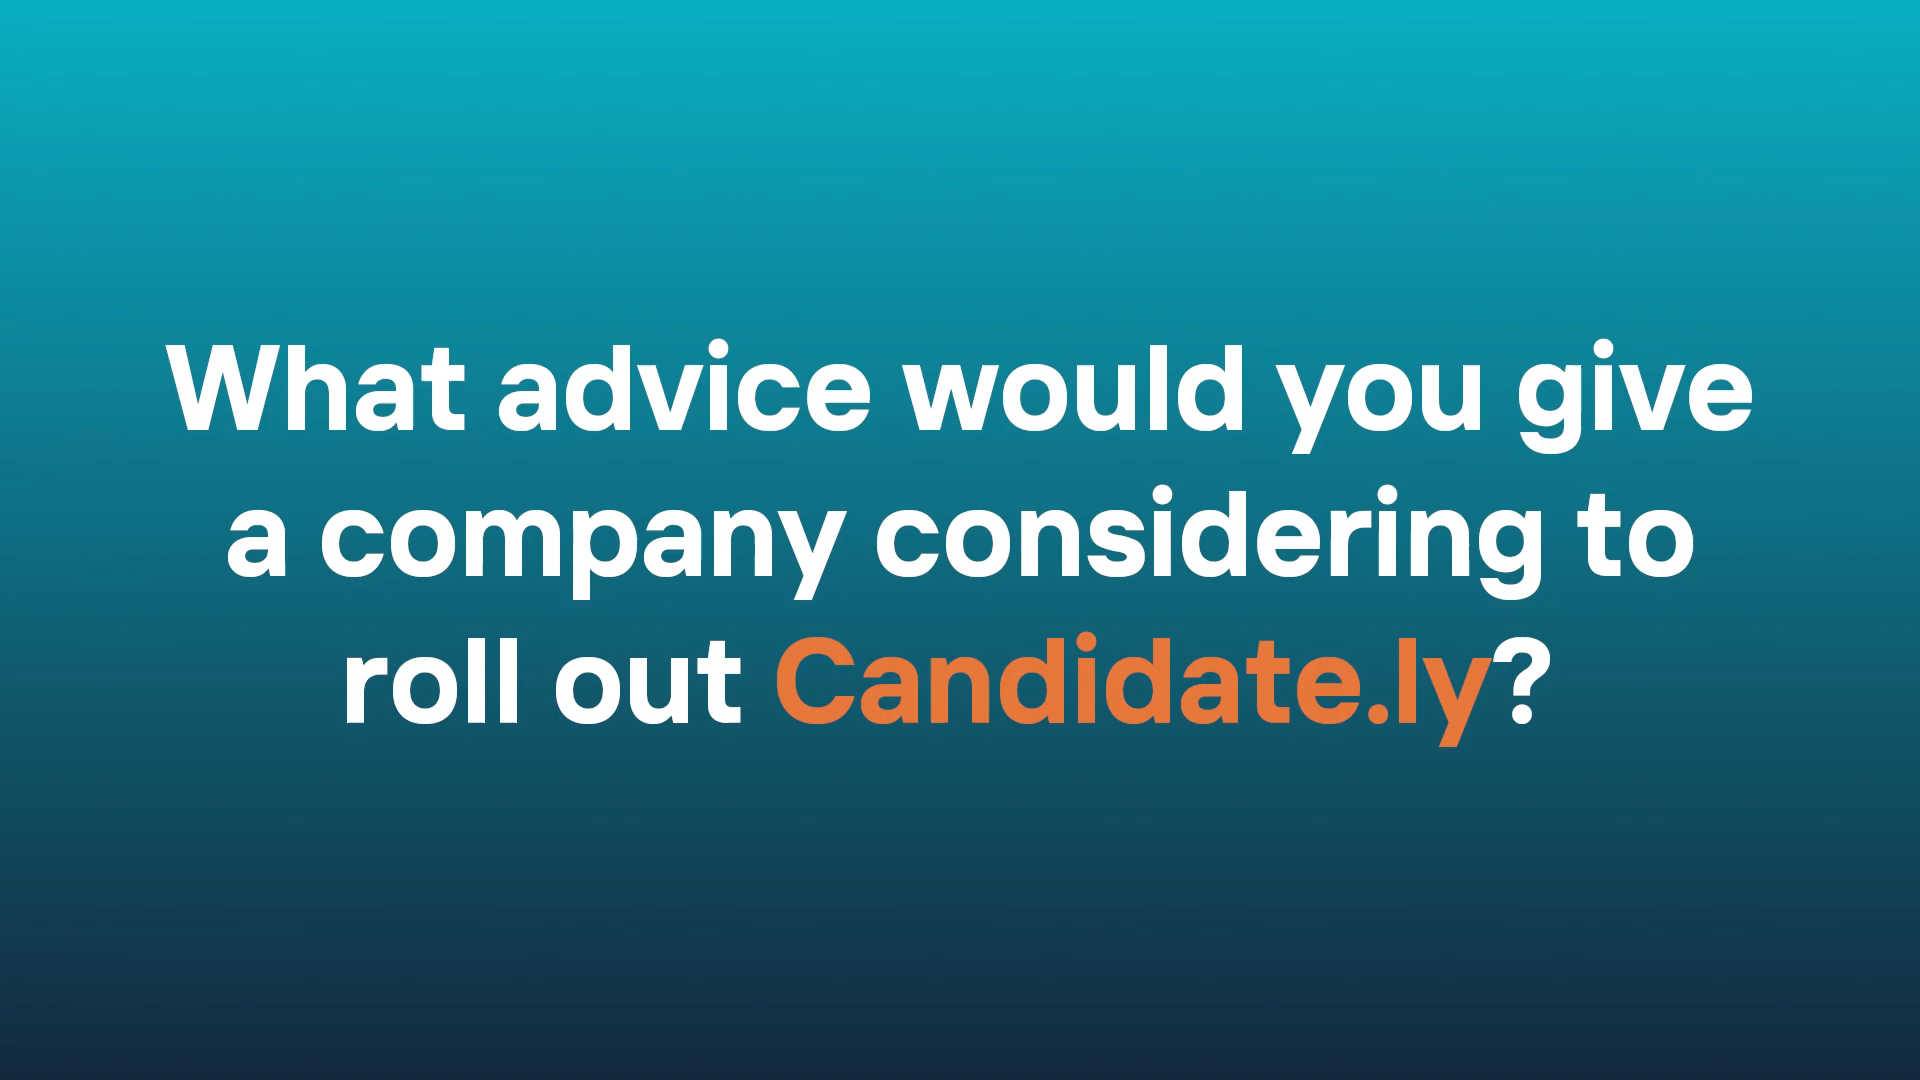 What advice would you give
a company considering to
roll out Candidate.ly?